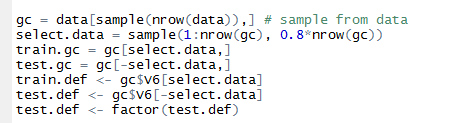 gc = data[sample(nrow(data)),] # sample from data
select.data = sample(1:nrow(gc), 0.8*nrow(gc))
train.gc = gc[select.data,]
test.gc = gc[-select.data,]
train.def <- gc$V6[select.data]
test.def <- gc$V6[-select.data]
test.def <- factor(test.def)